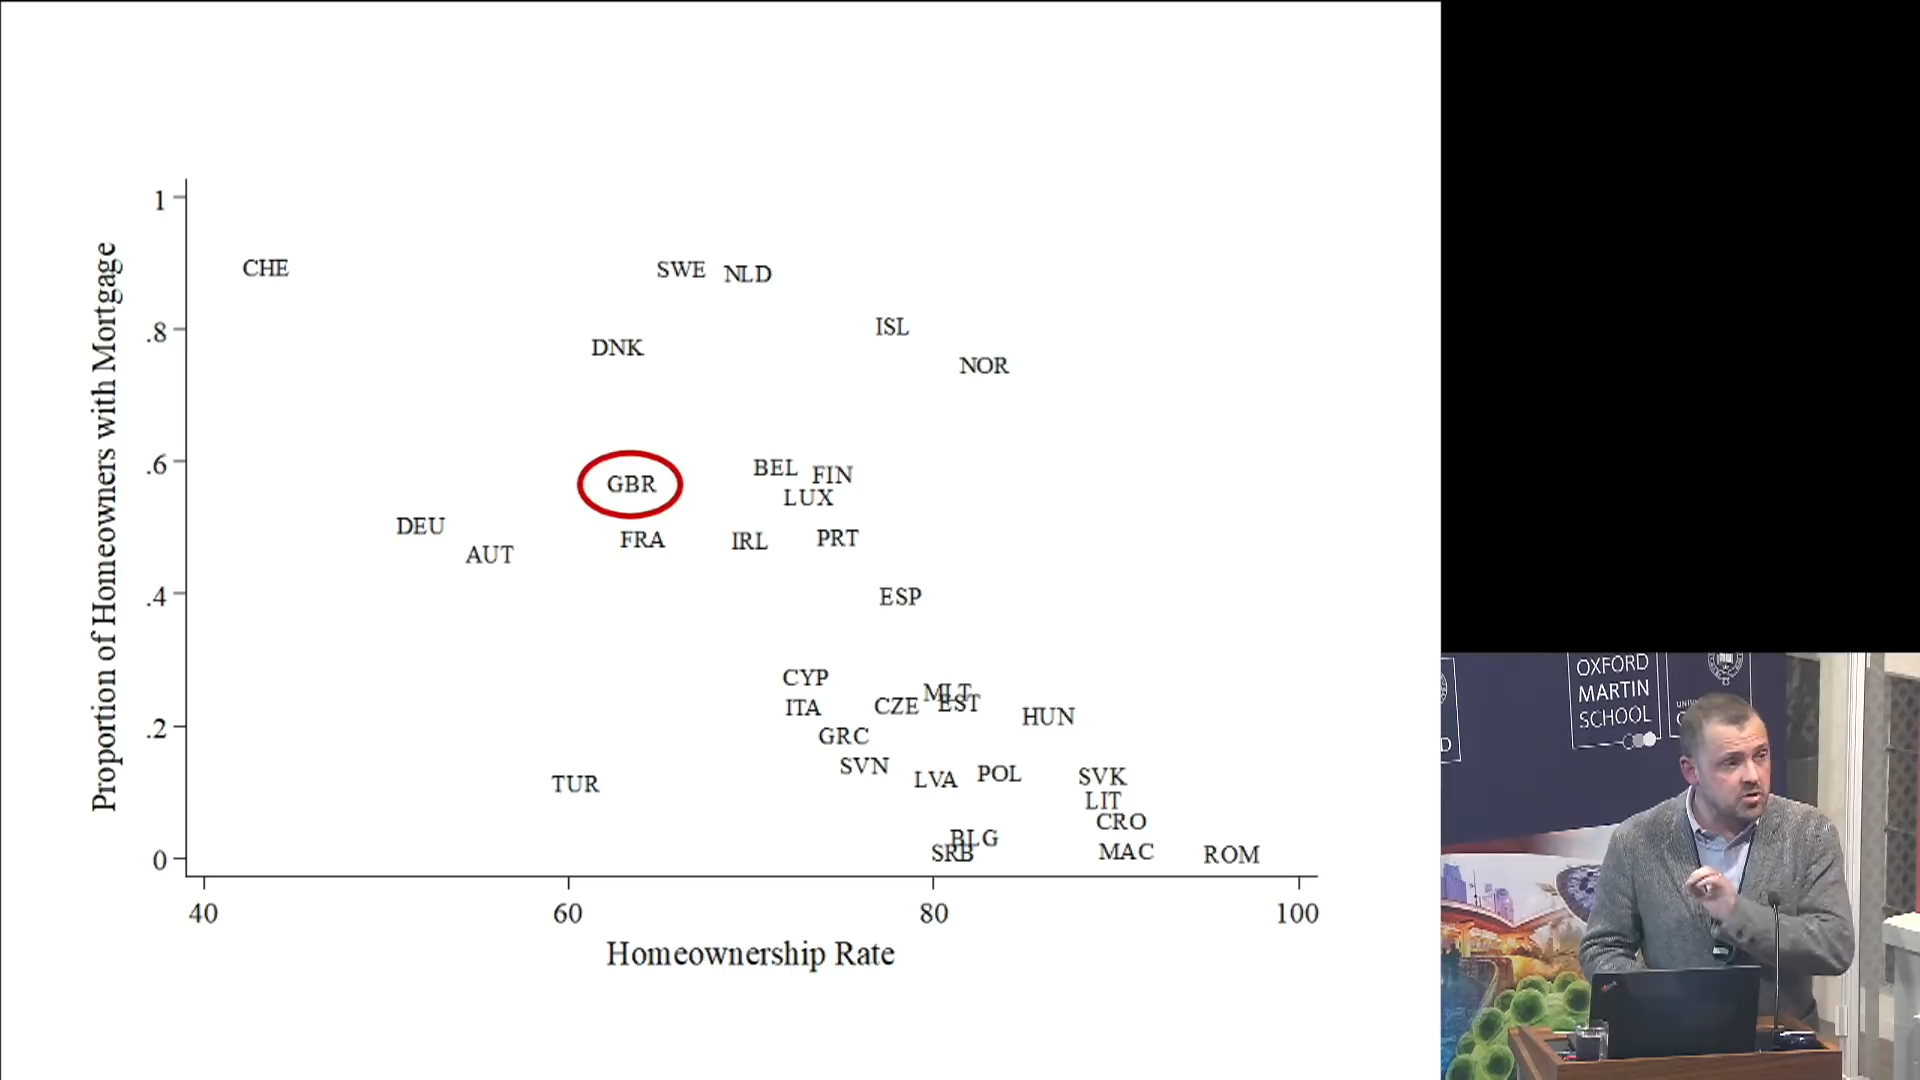 Proportion of Homeowners with Mortgage
1
.8
.6
.4
.2
0
CHE
SWE
NLD
ISL
DNK
NOR
BEL
FIN
GBR
LUX
DEU
FRA
IRL
PRT
AUT
ESP
CYP
MLT
EST
ITA
CZE
HUN
GRC
SVN
POL
SVK
LVA
TUR
LIT
CRO
BLG
SRB
MAC
ROM
40
60
80
100
Homeownership Rate
OXFORD
MARTIN
SCHOOL